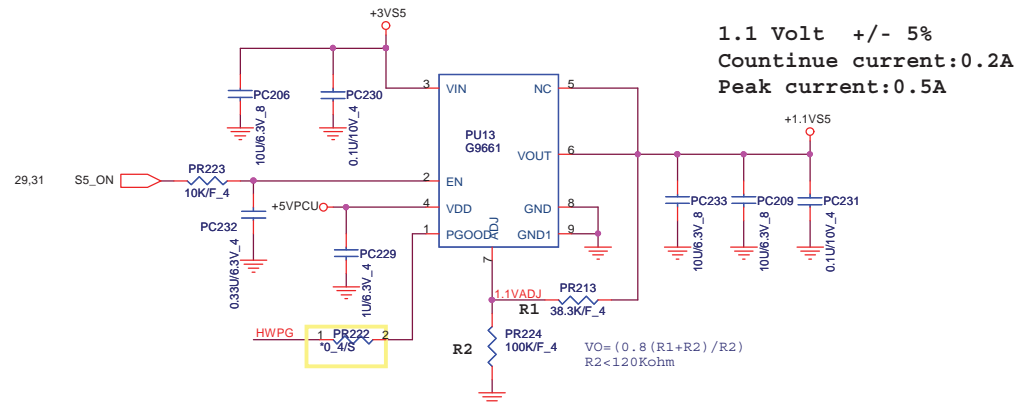 +3VS5
1.1 Volt +/- 5%
Countinue current:0.2A
Peak current:0.5A
PC206
10U/6.3V_8
PC230
0.1U/10V_4
3
VIN
NC
5
PU13
G9661
+1.1VS5
VOUT
6
29,31
S5_ON
PR223
10K/F_4
2
EN
PC232
0.33U/6.3V_4
+5VPCU
4
VDD
GND
8
1
PGOOD
ADJ
GND1
9
7
PC229
1U/6.3V_4
PC233
10U/6.3V_8
PC209
10U/6.3V_8
PC231
0.1U/10V_4
1.1VADJ
R1
PR213
38.3K/F_4
HWPG
1
PR222
2
*0_4/S
R2
PR224
100K/F_4
VO=(0.8(R1+R2)/R2)
R2<120Kohm